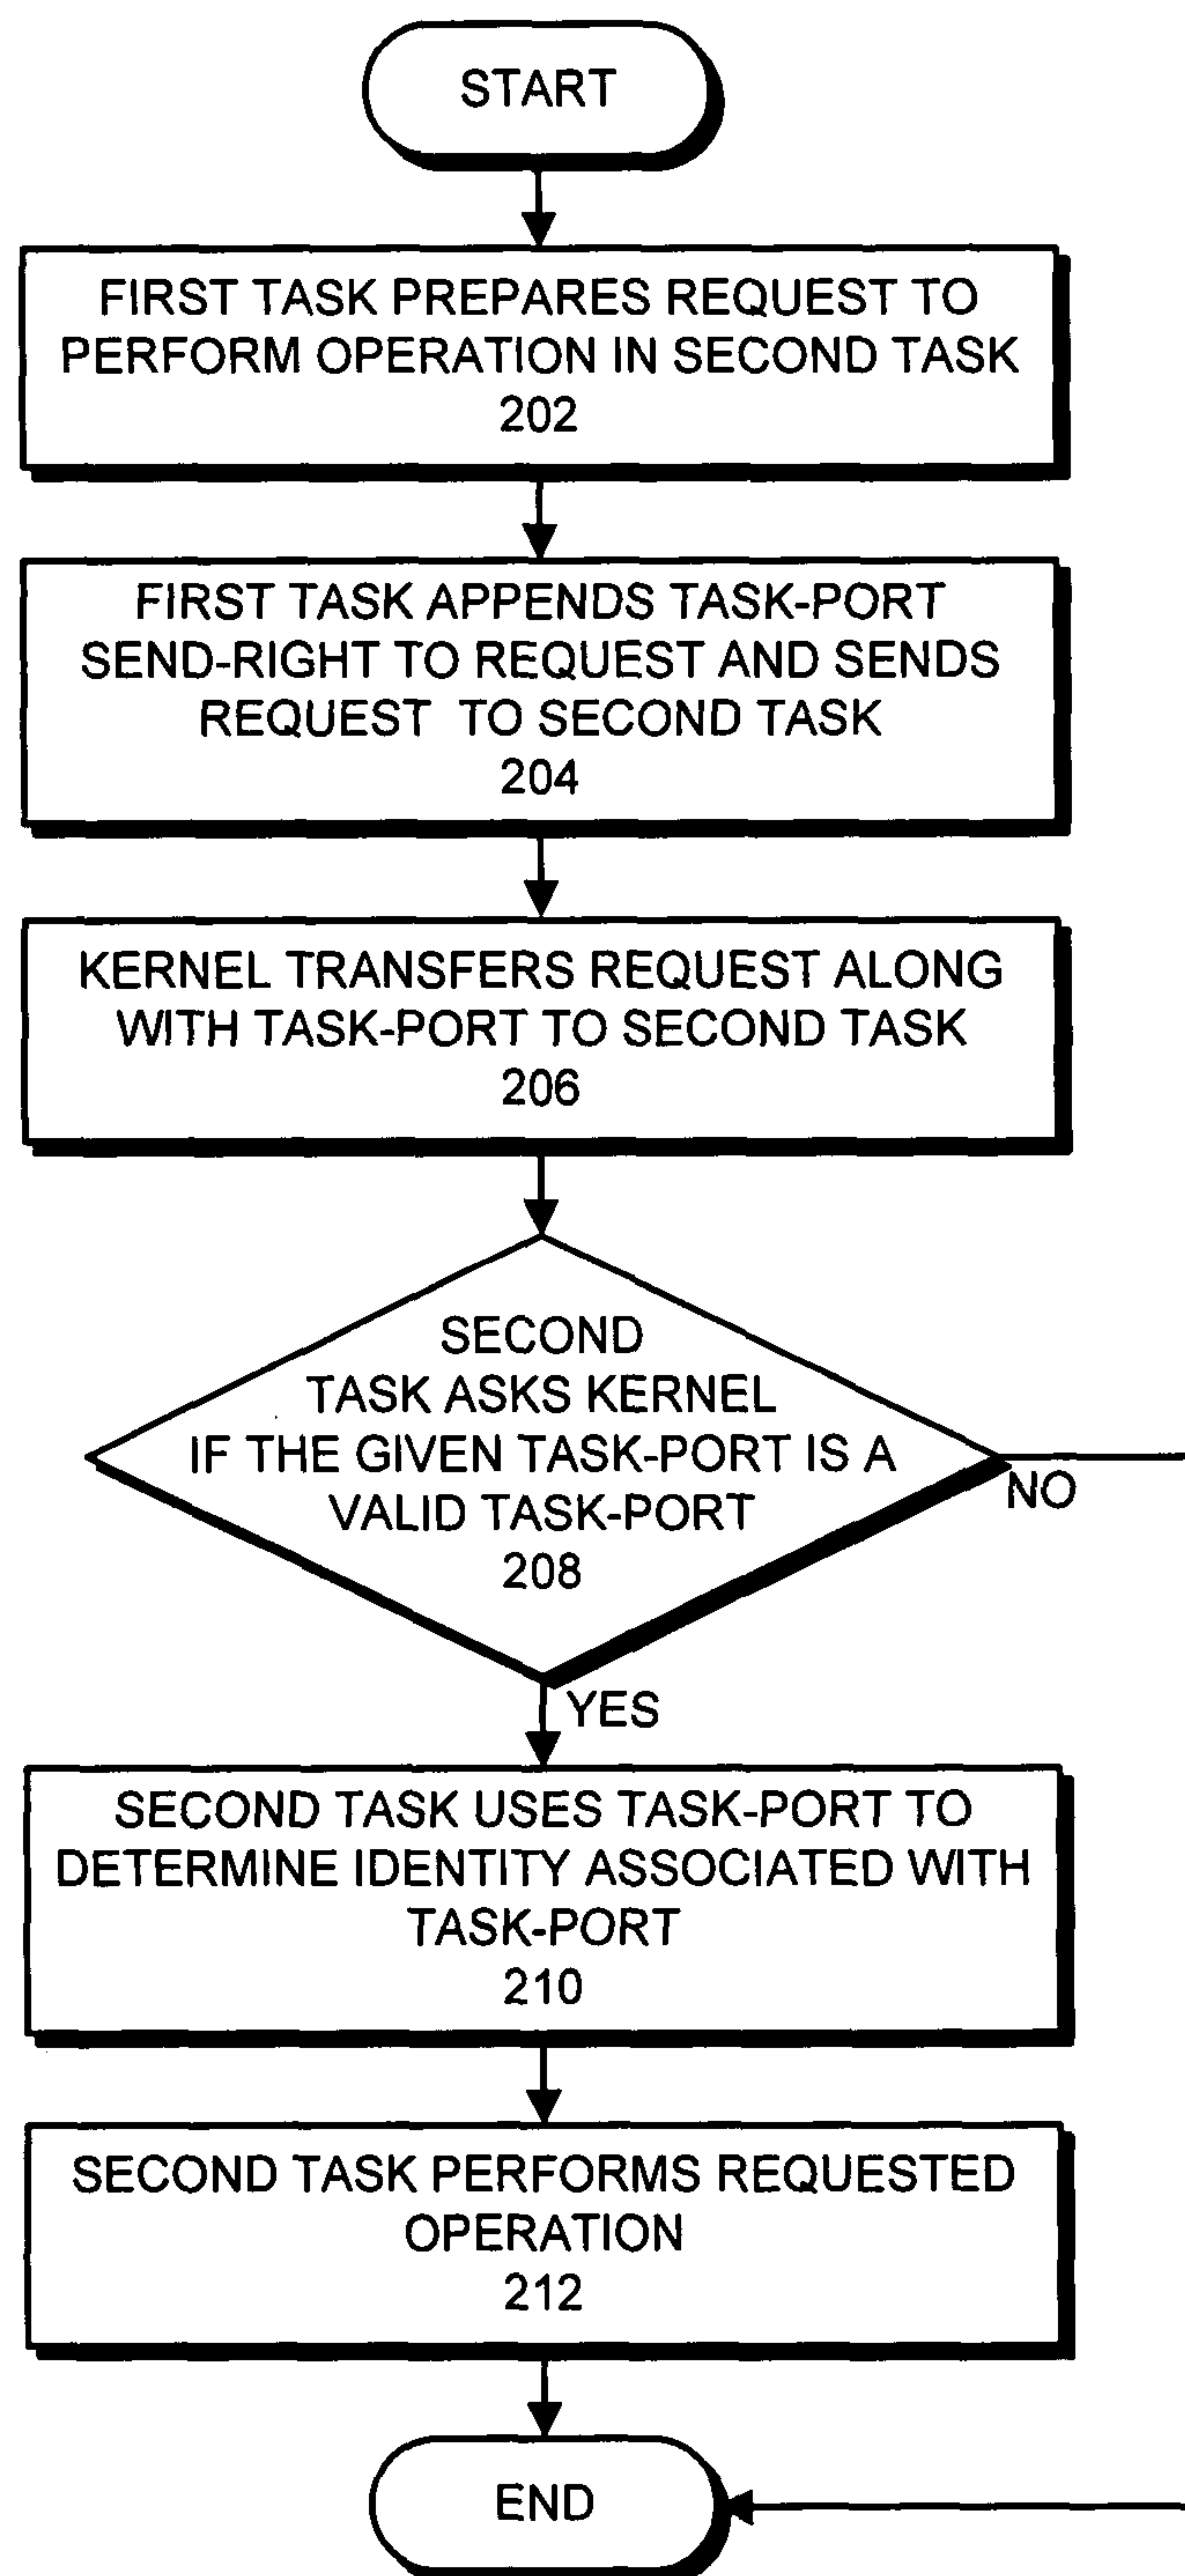 START
FIRST TASK PREPARES REQUEST TO
PERFORM OPERATION IN SECOND TASK
202
FIRST TASK APPENDS TASK-PORT
SEND-RIGHT TO REQUEST AND SENDS
REQUEST TO SECOND TASK
204
KERNEL TRANSFERS REQUEST ALONG
WITH TASK-PORT TO SECOND TASK
206
SECOND
TASK ASKS KERNEL
IF THE GIVEN TASK-PORT IS A
VALID TASK-PORT
208
NO
YES
SECOND TASK USES TASK-PORT TO
DETERMINE IDENTITY ASSOCIATED WITH
TASK-PORT
210
SECOND TASK PERFORMS REQUESTED
OPERATION
212
END